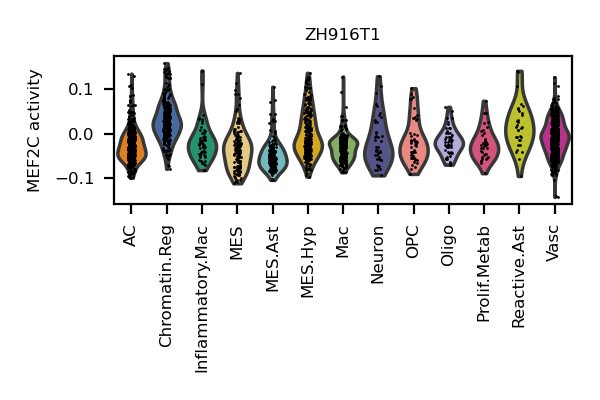 ZH916T1
MEF2C activity
0.1
0.0
−0.1
AC
Chromatin.Reg
Inflammatory.Mac
MES
MES.Ast
MES.Hyp
Mac
Neuron
OPC
Oligo
Prolif.Metab
Reactive.Ast
Vasc